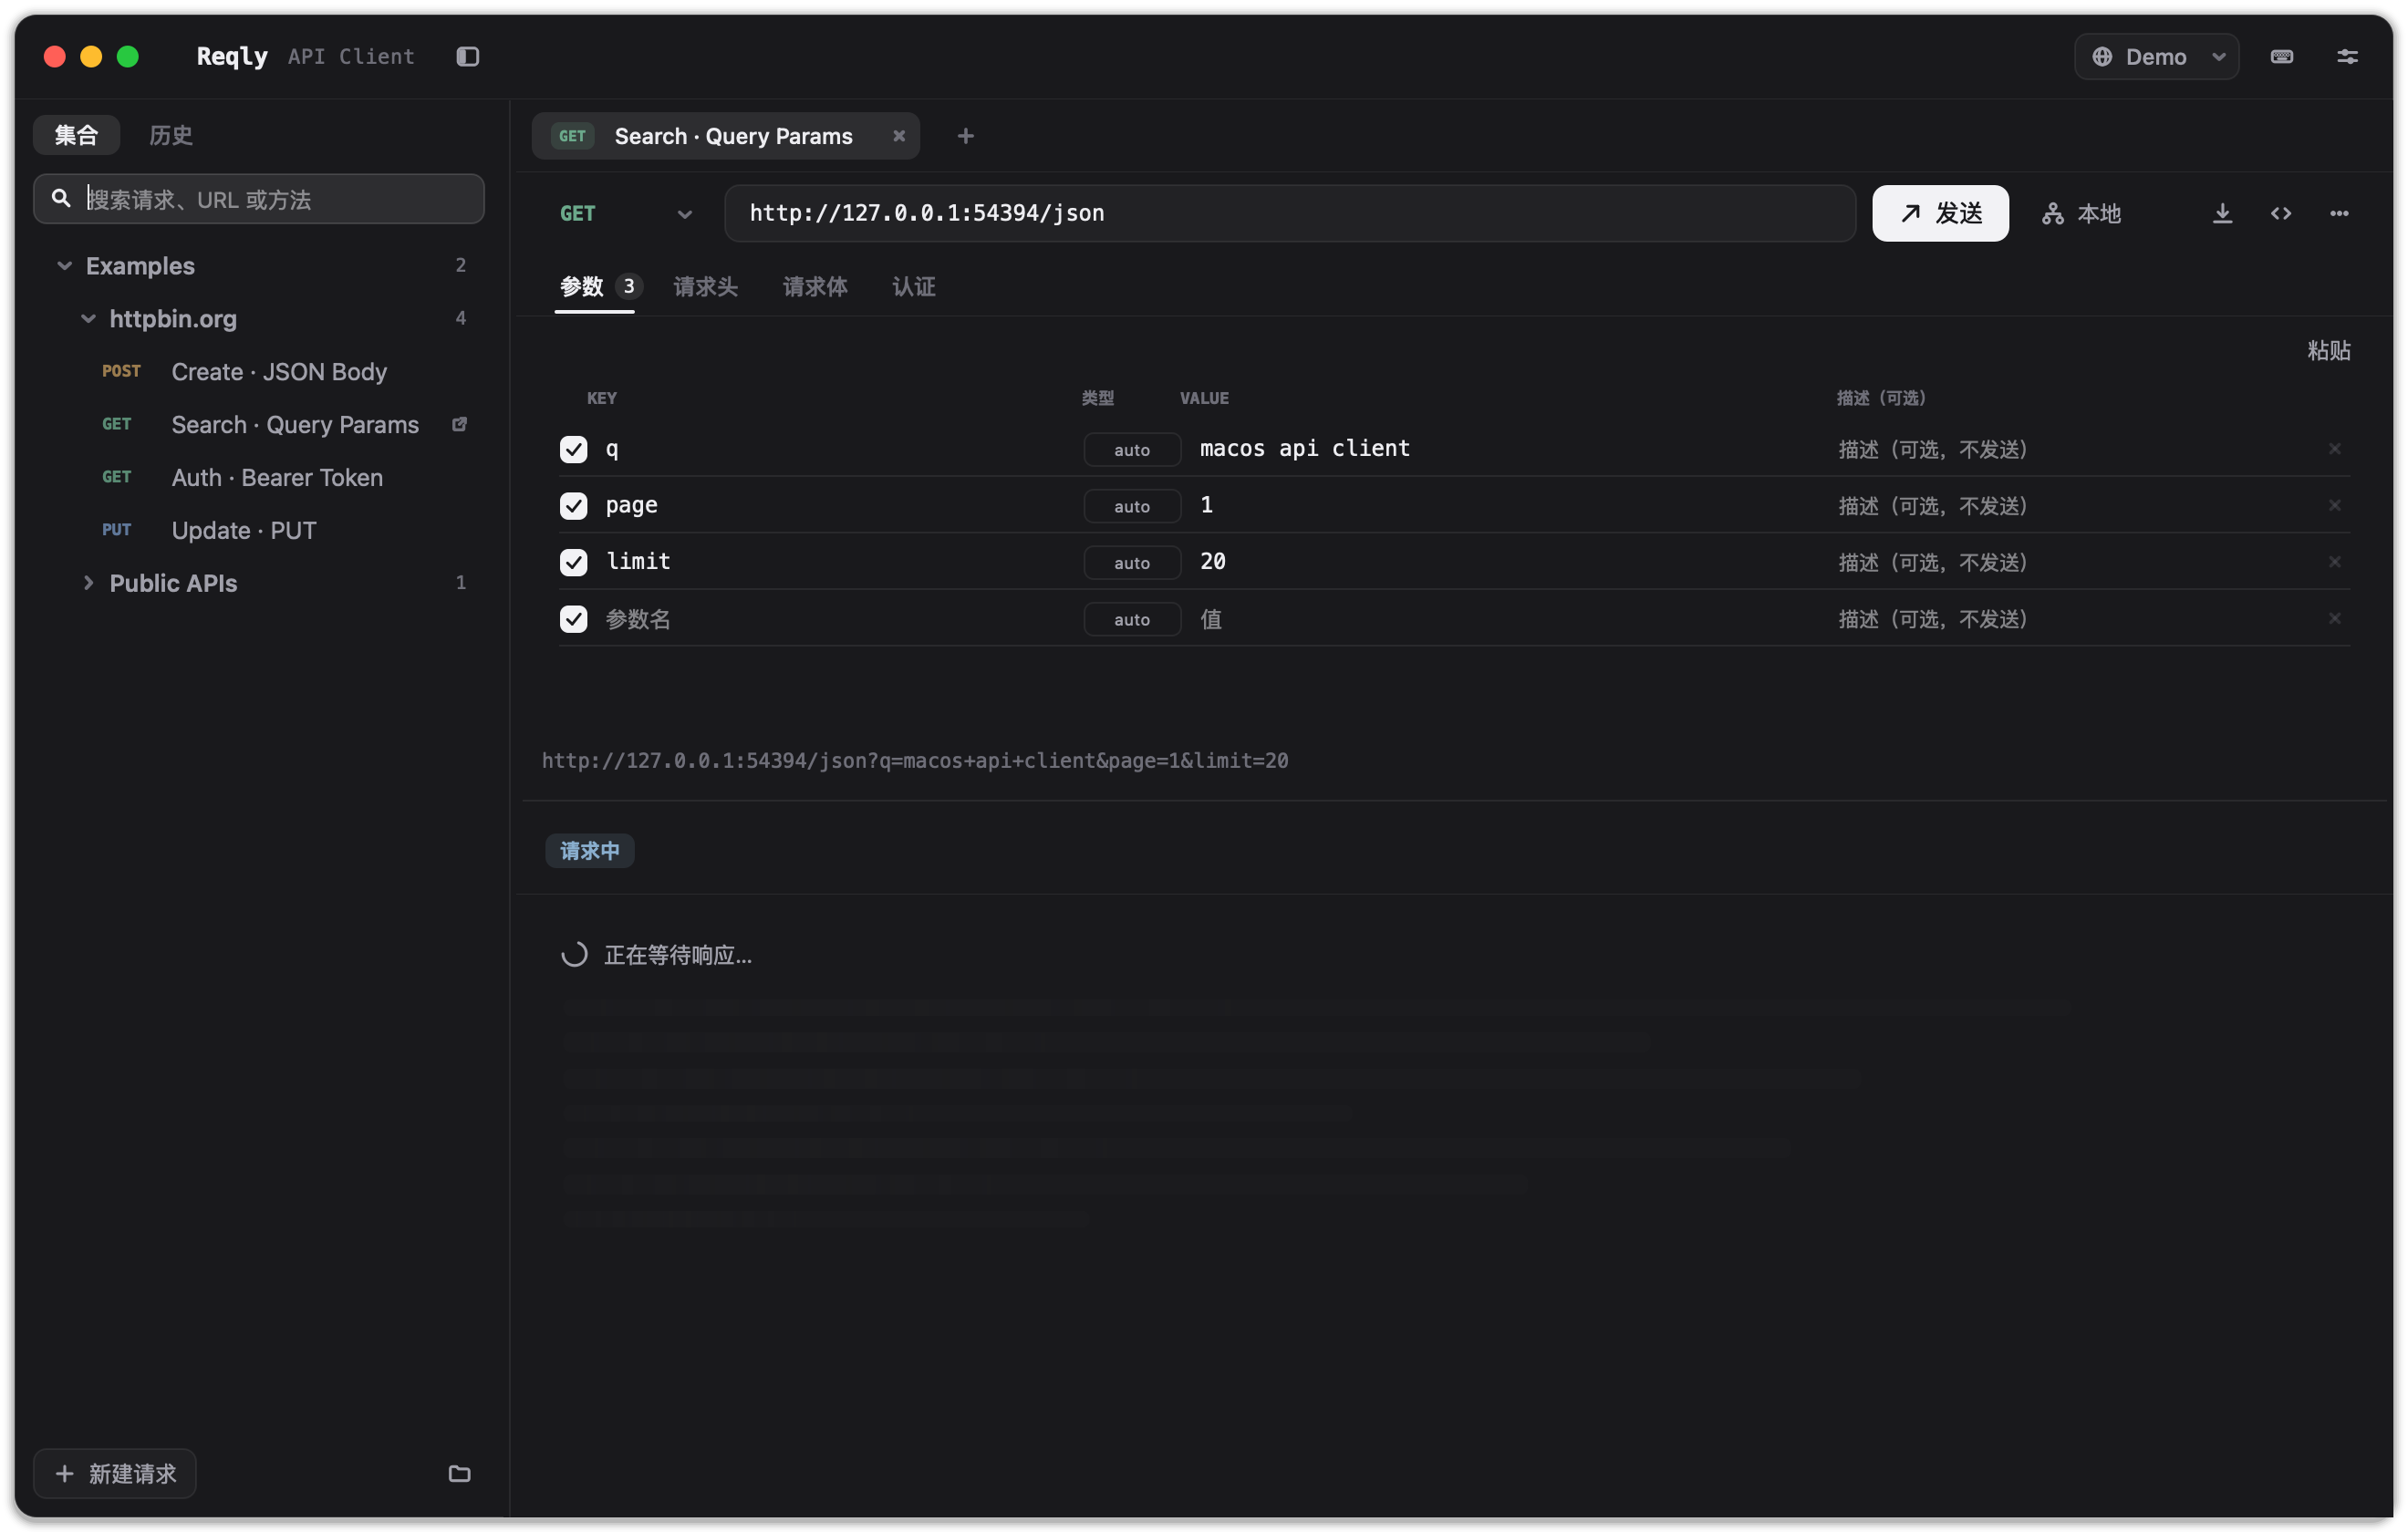 Reqly API Client
Demo
集合 历史
搜索请求、URL 或方法
Examples 2
httpbin.org 4
POST Create · JSON Body
GET Search · Query Params
GET Auth · Bearer Token
PUT Update · PUT
Public APIs 1
新建请求
GET Search · Query Params
GET http://127.0.0.1:54394/json 发送 本地
参数 3 请求头 请求体 认证
粘贴
KEY 类型 VALUE 描述（可选）
q auto macos api client 描述（可选，不发送）
page auto 1 描述（可选，不发送）
limit auto 20 描述（可选，不发送）
参数名 auto 值 描述（可选，不发送）
http://127.0.0.1:54394/json?q=macos+api+client&page=1&limit=20
请求中
正在等待响应...